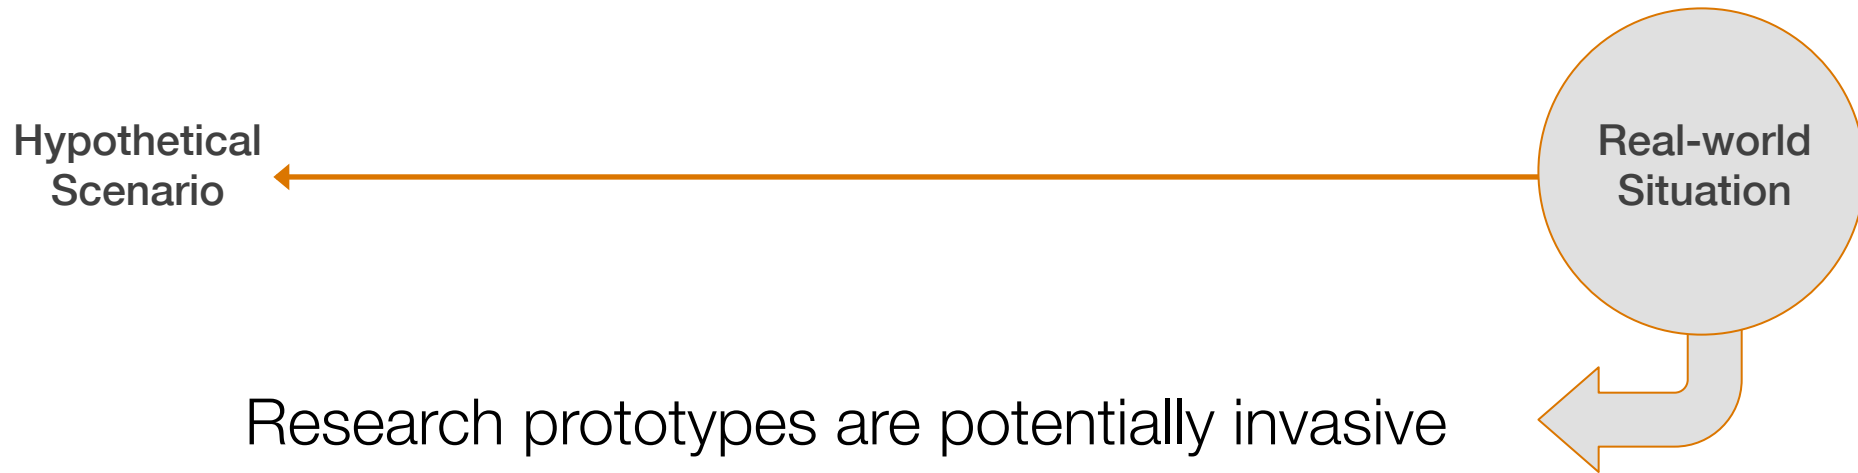 Hypothetical
Scenario
Real-world
Situation
Research prototypes are potentially invasive